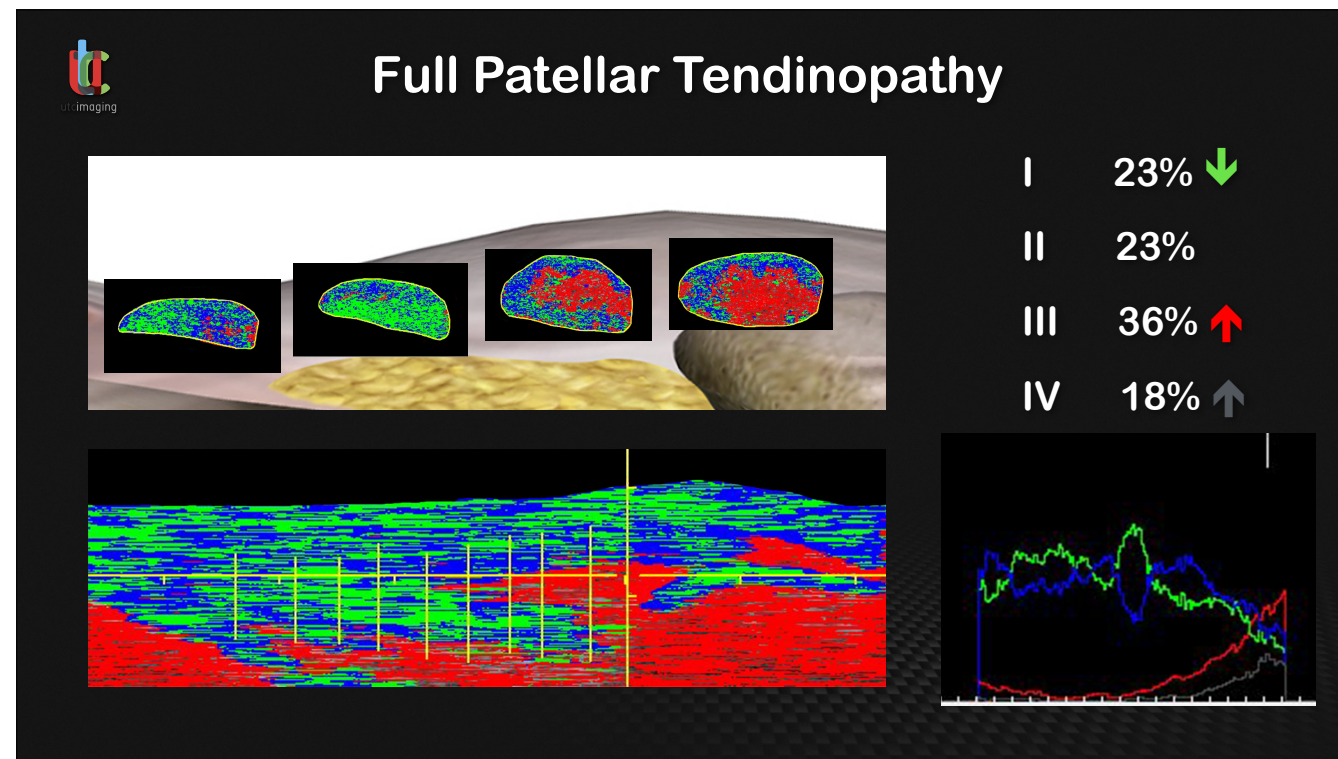 utcimaging
Full Patellar Tendinopathy
I 23%
II 23%
III 36%
IV 18%